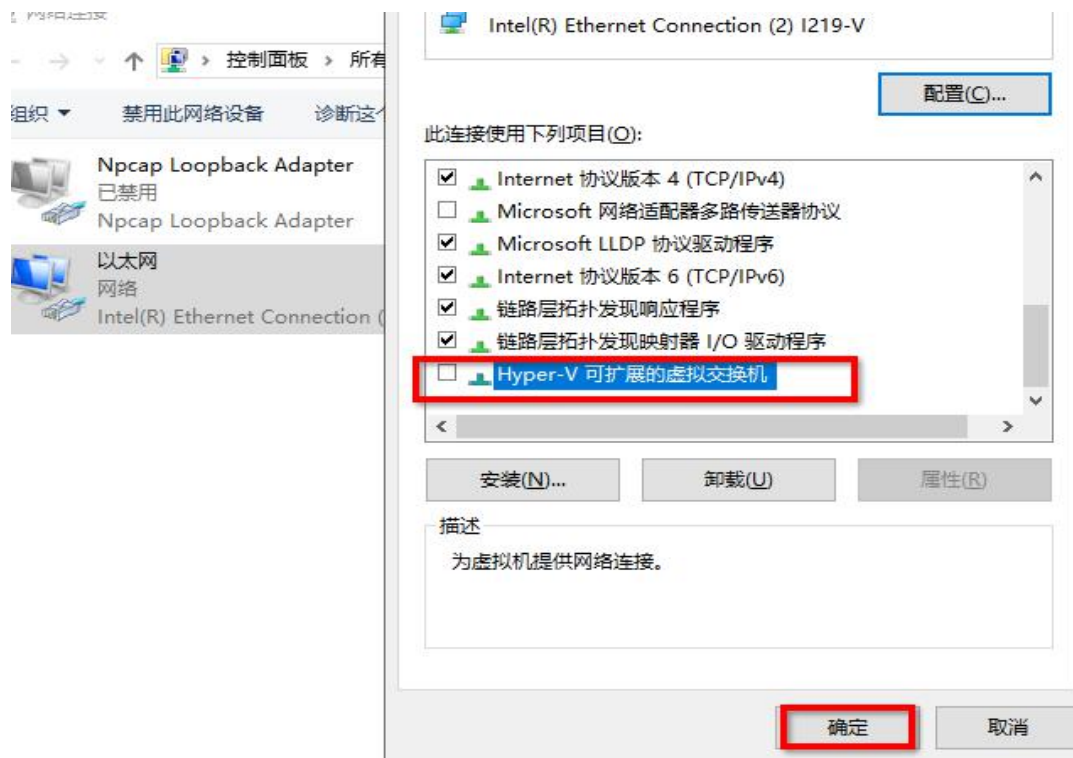 网络连接
控制面板 > 所有
组织 禁用此网络设备 诊断这个
Npcap Loopback Adapter
已禁用
Npcap Loopback Adapter
以太网
网络
Intel(R) Ethernet Connection (
Intel(R) Ethernet Connection (2) I219-V
配置(C)...
此连接使用下列项目(O):
Internet 协议版本 4 (TCP/IPv4)
Microsoft 网络适配器多路传送器协议
Microsoft LLDP 协议驱动程序
Internet 协议版本 6 (TCP/IPv6)
链路层拓扑发现响应程序
链路层拓扑发现映射器 I/O 驱动程序
Hyper-V 可扩展的虚拟交换机
安装(N)... 卸载(U) 属性(R)
描述
为虚拟机提供网络连接。
确定 取消